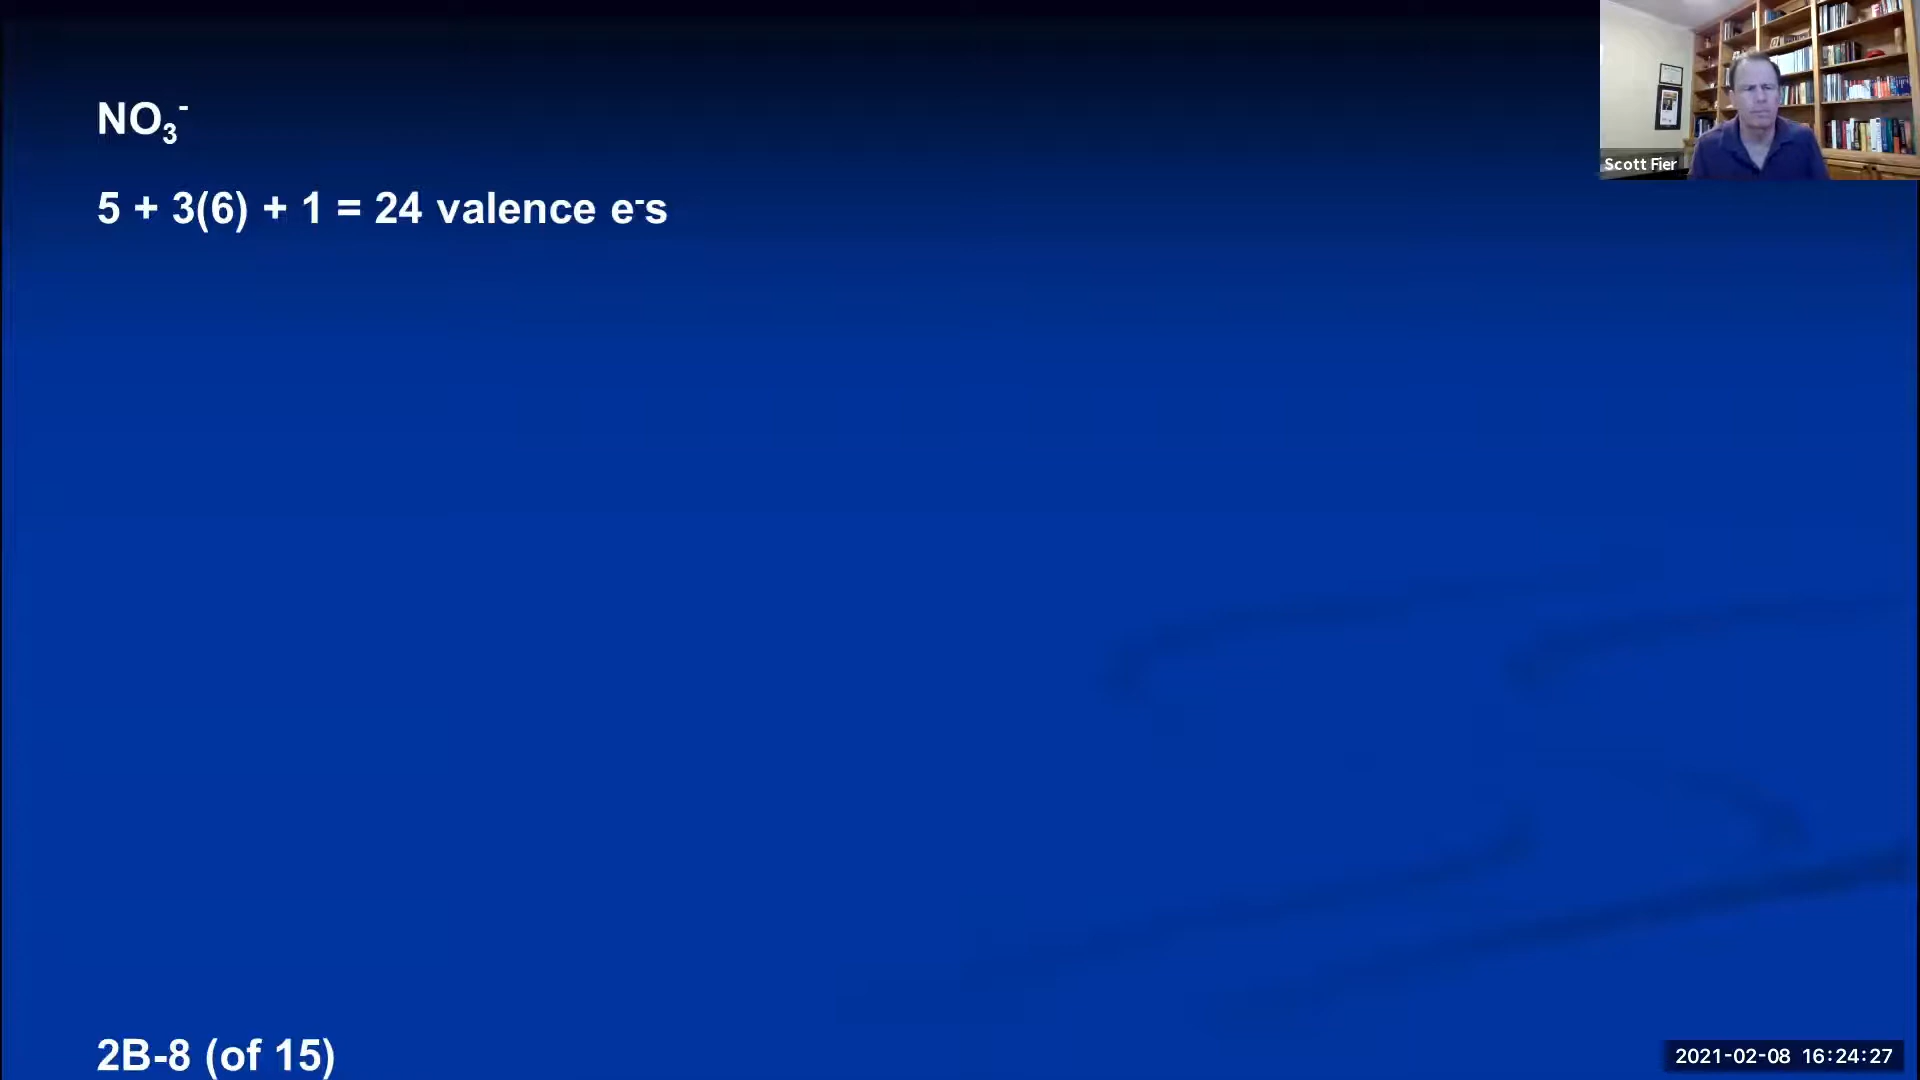 NO₃⁻
5 + 3(6) + 1 = 24 valence e⁻s
Scott Fier
2B-8 (of 15)
2021-02-08 16:24:27